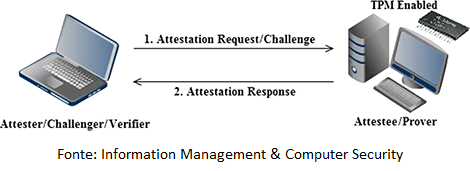 TPM Enabled
1. Attestation Request/Challenge
2. Attestation Response
Attester/Challenger/Verifier
Attestee/Prover
Fonte: Information Management & Computer Security